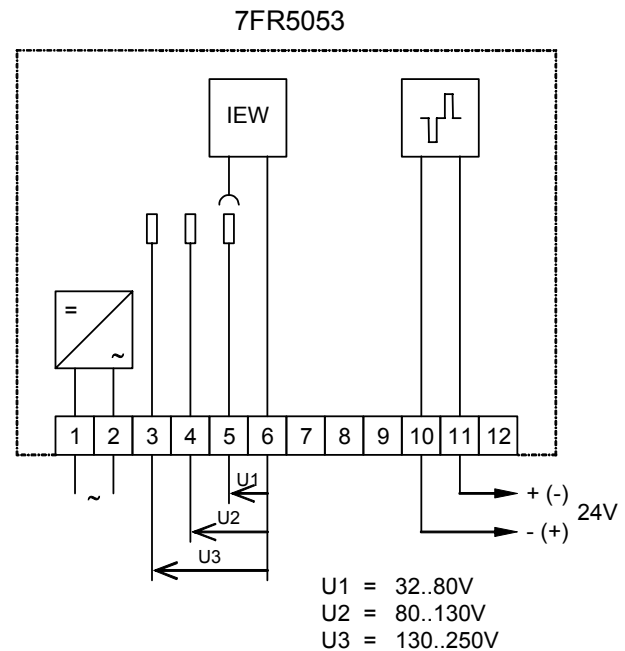 7FR5053
IEW
=
~
1 2 3 4 5 6 7 8 9 10 11 12
~
U1
U2
U3
+ (-)
24V
- (+)
U1 = 32..80V
U2 = 80..130V
U3 = 130..250V